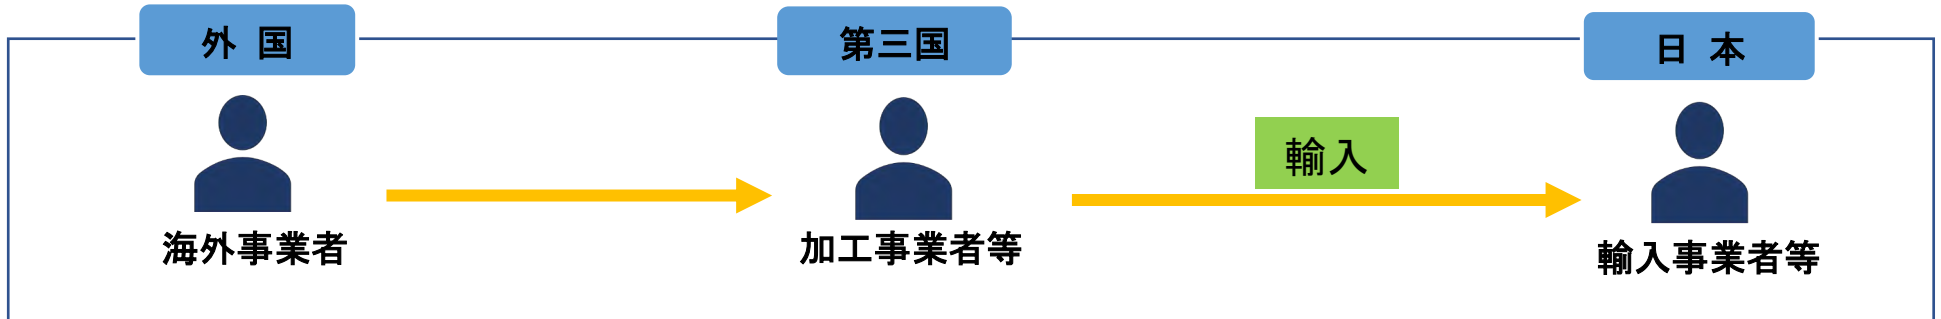 外 国
第三国
日 本
輸入
海外事業者
加工事業者等
輸入事業者等